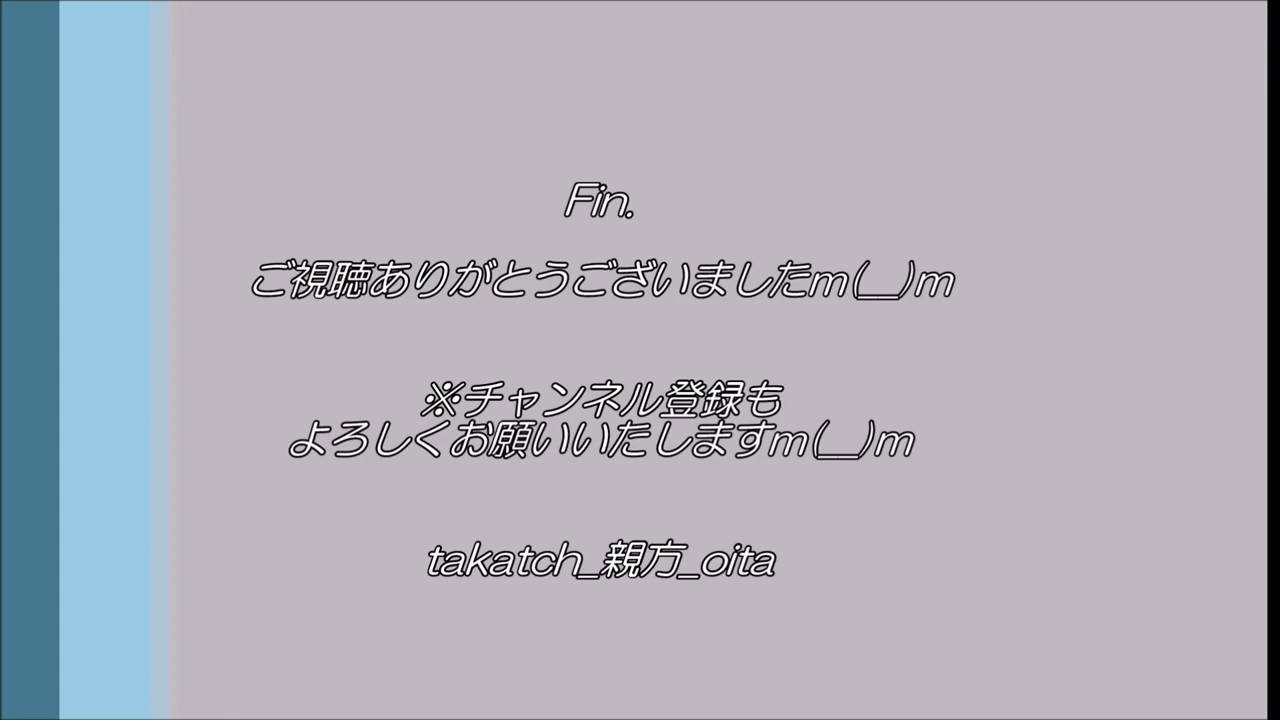 Fin.
ご視聴ありがとうございましたm(__)m
※チャンネル登録も
よろしくお願いいたしますm(__)m
takatch_親方_oita